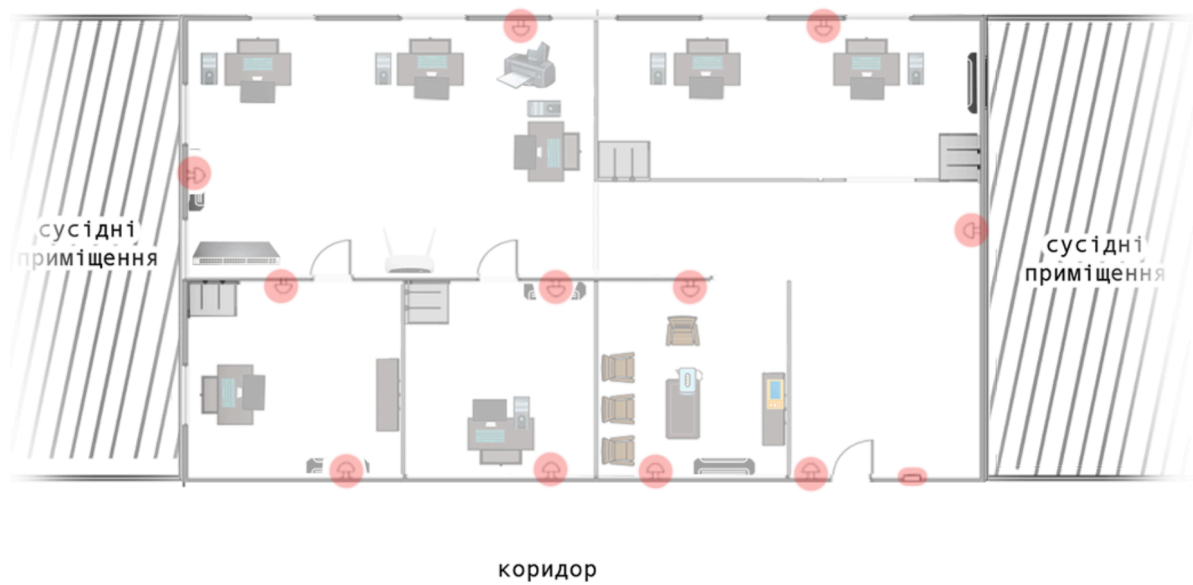 сусідні
приміщення
сусідні
приміщення
коридор